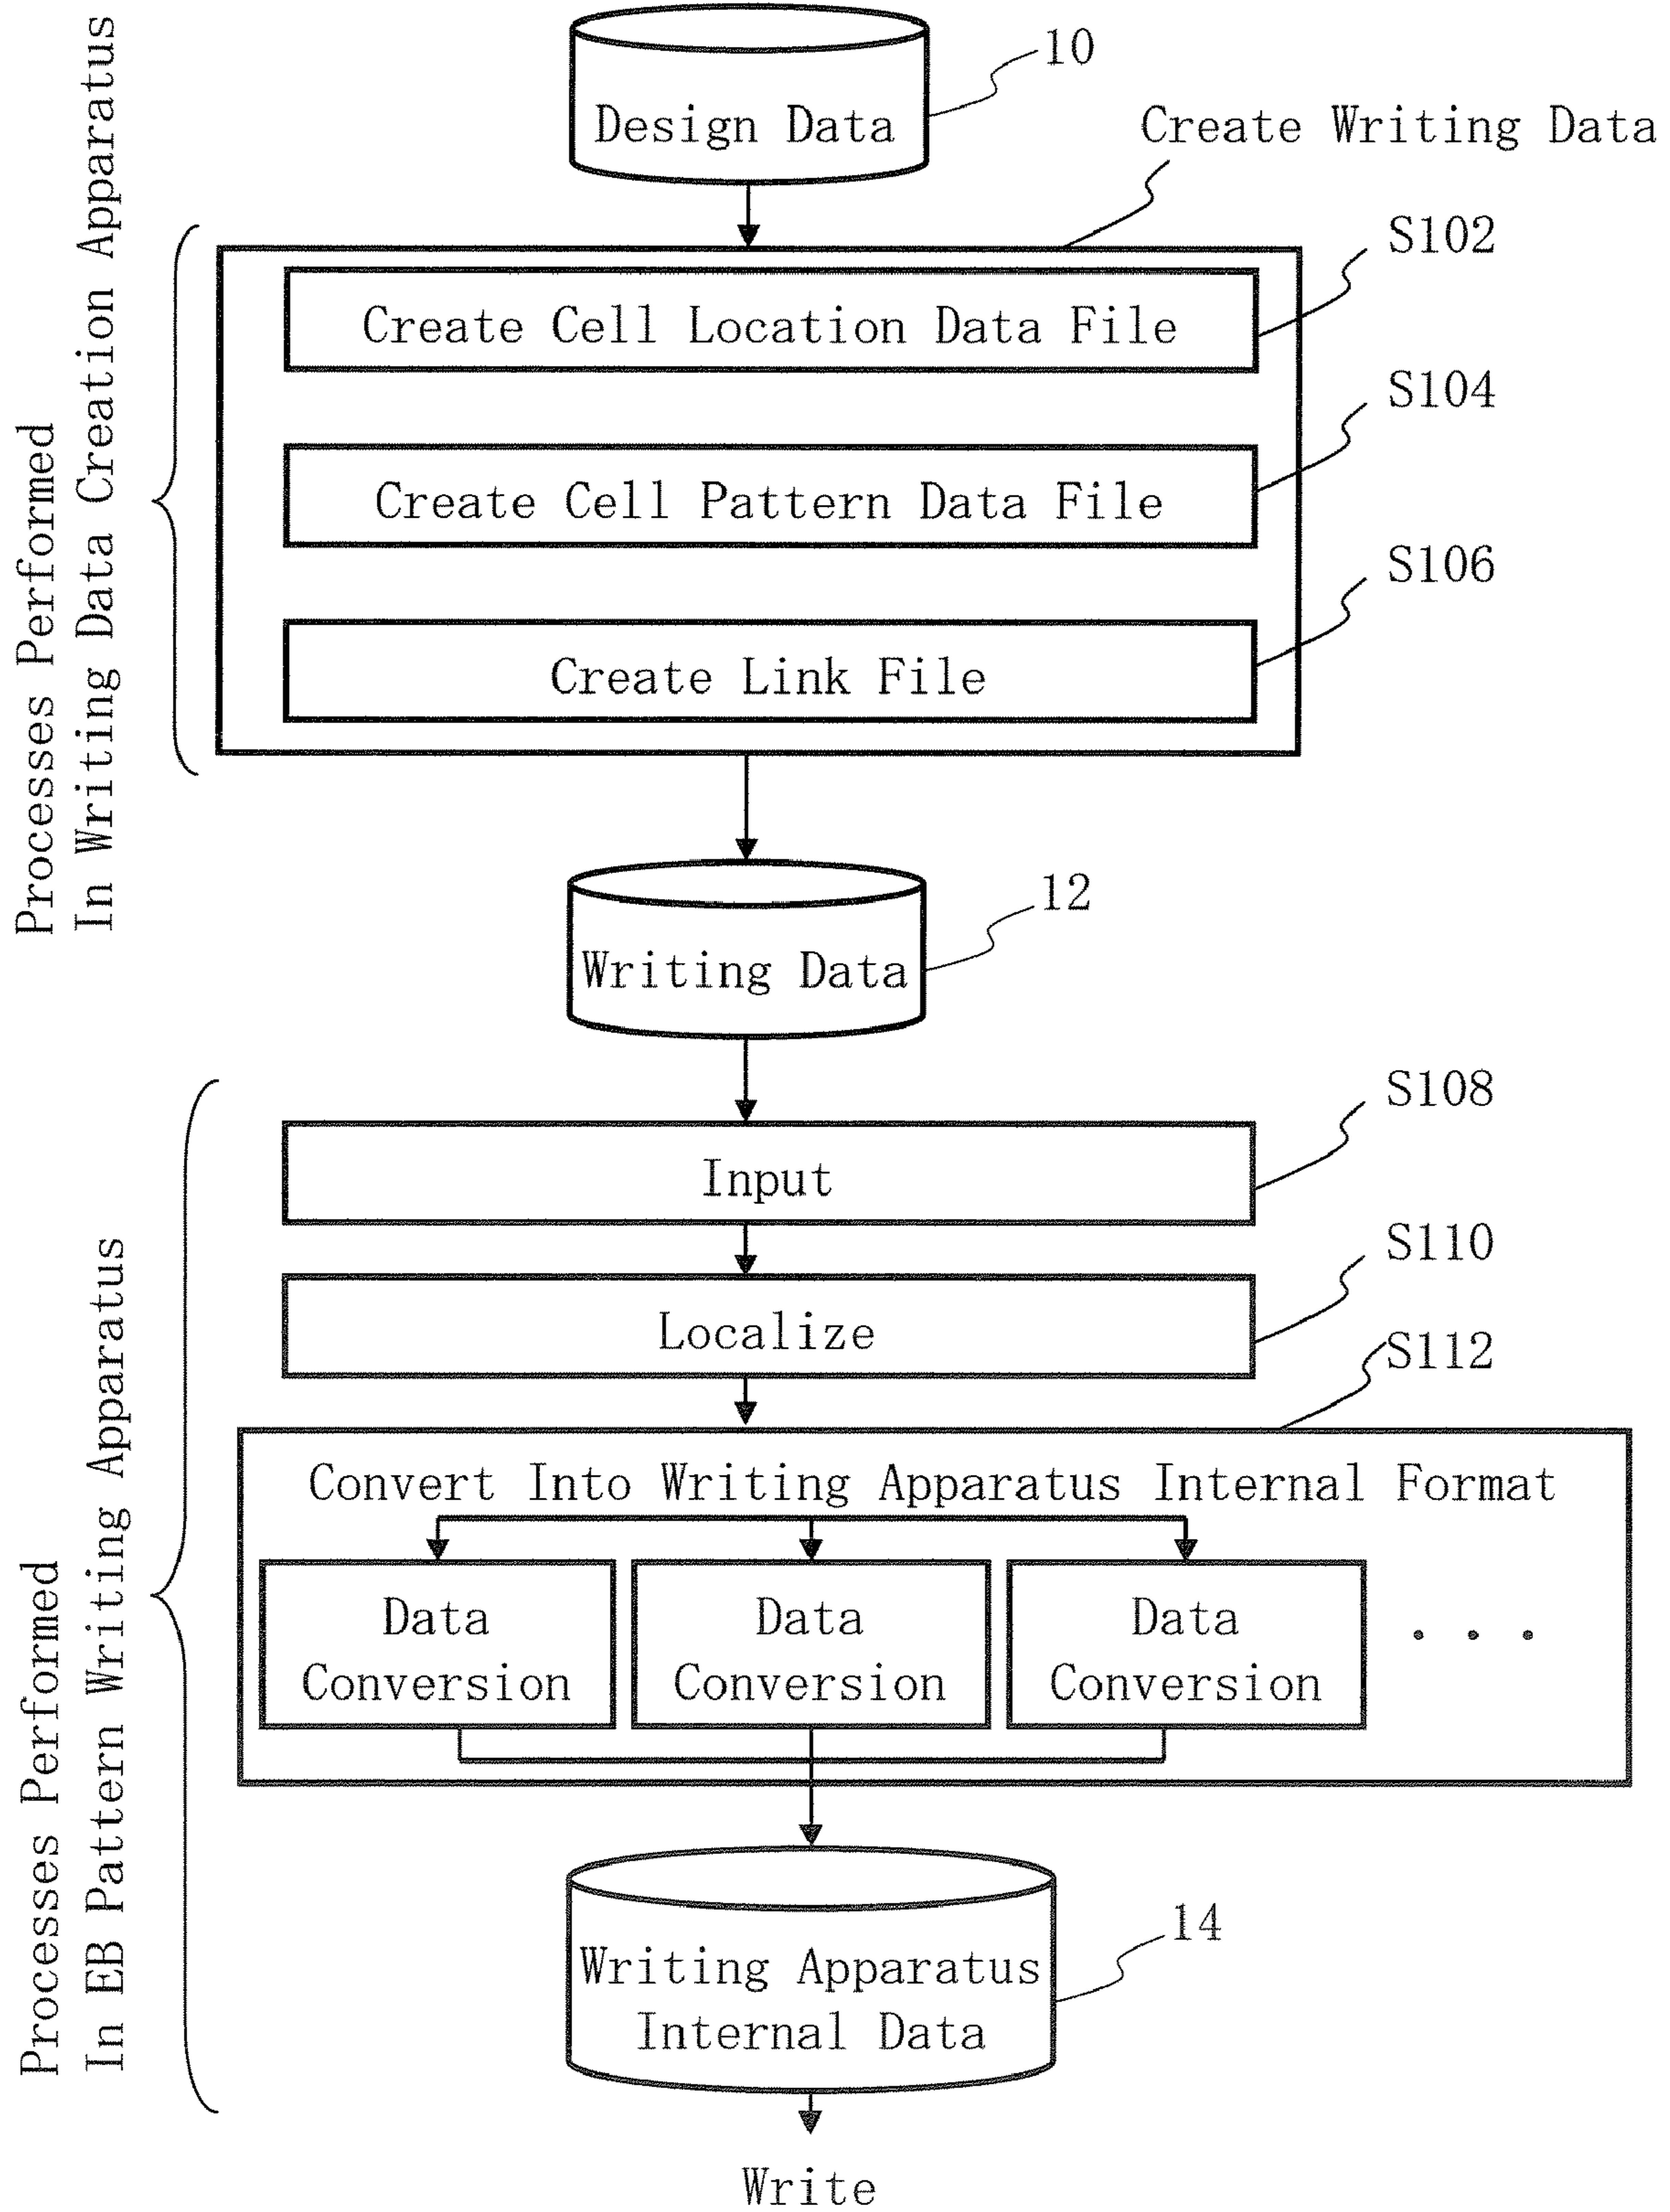 10
Design Data
Create Writing Data
Processes Performed
In Writing Data Creation Apparatus
S102
Create Cell Location Data File
S104
Create Cell Pattern Data File
S106
Create Link File
12
Writing Data
Processes Performed
In EB Pattern Writing Apparatus
S108
Input
S110
Localize
S112
Convert Into Writing Apparatus Internal Format
Data
Conversion
Data
Conversion
Data
Conversion
. . .
14
Writing Apparatus
Internal Data
Write